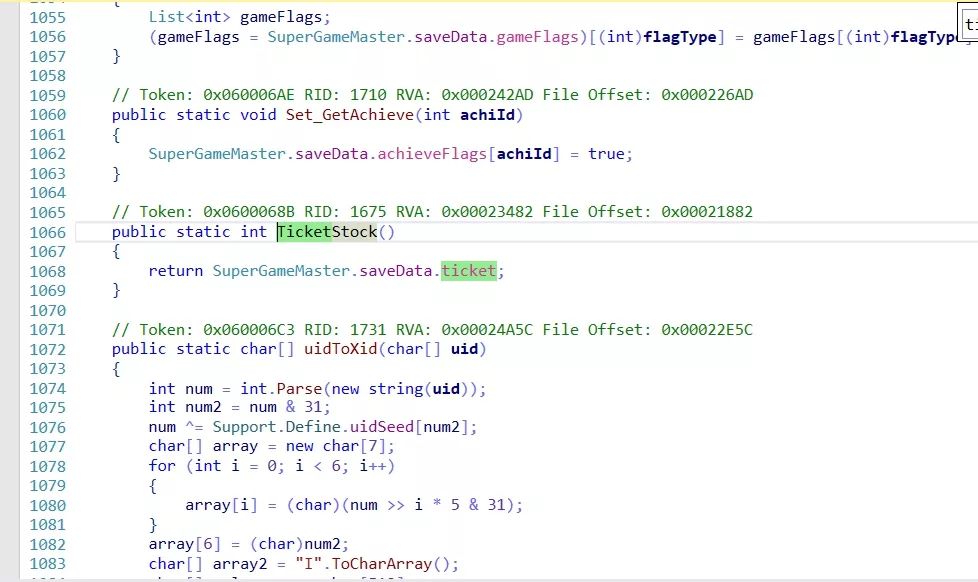 1055 List<int> gameFlags;
1056 (gameFlags = SuperGameMaster.saveData.gameFlags)[(int)flagType] = gameFlags[(int)flagType
1057 }
1058
1059 // Token: 0x060006AE RID: 1710 RVA: 0x000242AD File Offset: 0x000226AD
1060 public static void Set_GetAchieve(int achiId)
1061 {
1062 SuperGameMaster.saveData.achieveFlags[achiId] = true;
1063 }
1064
1065 // Token: 0x0600068B RID: 1675 RVA: 0x00023482 File Offset: 0x00021882
1066 public static int TicketStock()
1067 {
1068 return SuperGameMaster.saveData.ticket;
1069 }
1070
1071 // Token: 0x060006C3 RID: 1731 RVA: 0x00024A5C File Offset: 0x00022E5C
1072 public static char[] uidToXid(char[] uid)
1073 {
1074 int num = int.Parse(new string(uid));
1075 int num2 = num & 31;
1076 num ^= Support.Define.uidSeed[num2];
1077 char[] array = new char[7];
1078 for (int i = 0; i < 6; i++)
1079 {
1080 array[i] = (char)(num >> i * 5 & 31);
1081 }
1082 array[6] = (char)num2;
1083 char[] array2 = "I".ToCharArray();